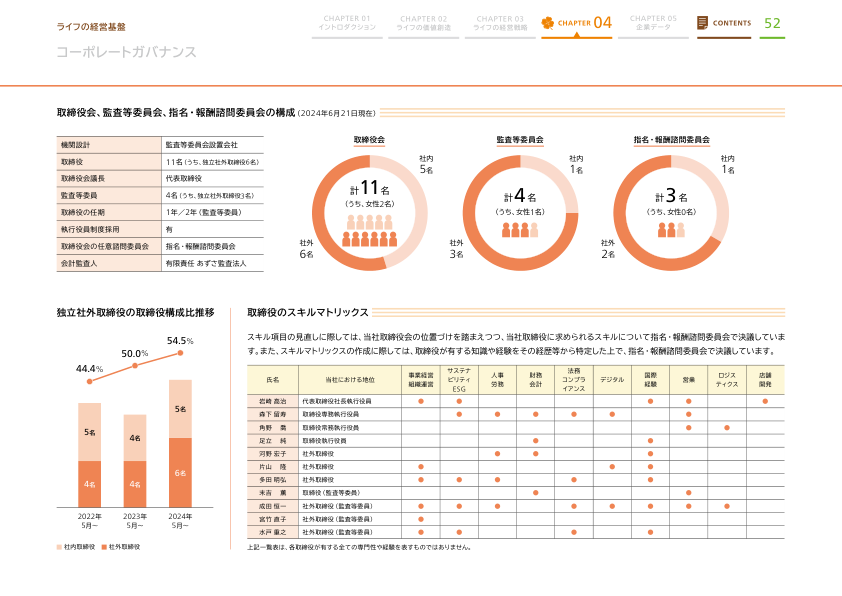 ライフの経営基盤
コーポレートガバナンス
CHAPTER 01
イントロダクション
CHAPTER 02
ライフの価値創造
CHAPTER 03
ライフの経営戦略
CHAPTER 04
CHAPTER 05
企業データ
CONTENTS
52
取締役会、監査等委員会、指名・報酬諮問委員会の構成(2024年6月21日現在)
機関設計 監査等委員会設置会社
取締役 11名(うち、独立社外取締役6名)
取締役会議長 代表取締役
監査等委員 4名(うち、独立社外取締役3名)
取締役の任期 1年/2年(監査等委員)
執行役員制度採用 有
取締役会の任意諮問委員会 指名・報酬諮問委員会
会計監査人 有限責任 あずさ監査法人
取締役会
社内
5名
計11名
(うち、女性2名)
社外
6名
監査等委員会
社内
1名
計4名
(うち、女性1名)
社外
3名
指名・報酬諮問委員会
社内
1名
計3名
(うち、女性0名)
社外
2名
独立社外取締役の取締役構成比推移
44.4%
50.0%
54.5%
5名
4名
5名
4名
4名
6名
2022年
5月~
2023年
5月~
2024年
5月~
社内取締役 社外取締役
取締役のスキルマトリックス
スキル項目の見直しに際しては、当社取締役会の位置づけを踏まえつつ、当社取締役に求められるスキルについて指名・報酬諮問委員会で決議していま
す。また、スキルマトリックスの作成に際しては、取締役が有する知識や経験をその経歴等から特定した上で、指名・報酬諮問委員会で決議しています。
氏名
当社における地位
事業経営
組織運営
サステナ
ビリティ
ESG
人事
労務
財務
会計
法務
コンプラ
イアンス
デジタル
国際
経験
営業
ロジス
ティクス
店舗
開発
岩崎 高治 代表取締役社長執行役員 ● ● ● ● ●
森下 留寿 取締役専務執行役員 ● ● ● ● ● ●
角野 喬 取締役常務執行役員 ● ●
足立 純 取締役執行役員 ● ●
河野 宏子 社外取締役 ● ● ●
片山 隆 社外取締役 ● ● ●
多田 明弘 社外取締役 ● ● ● ● ●
末吉 薫 取締役(監査等委員) ● ●
成田 恒一 社外取締役(監査等委員) ● ● ● ● ● ● ● ●
宮竹 直子 社外取締役(監査等委員) ●
水戸 重之 社外取締役(監査等委員) ● ● ● ●
上記一覧表は、各取締役が有する全ての専門性や経験を表すものではありません。